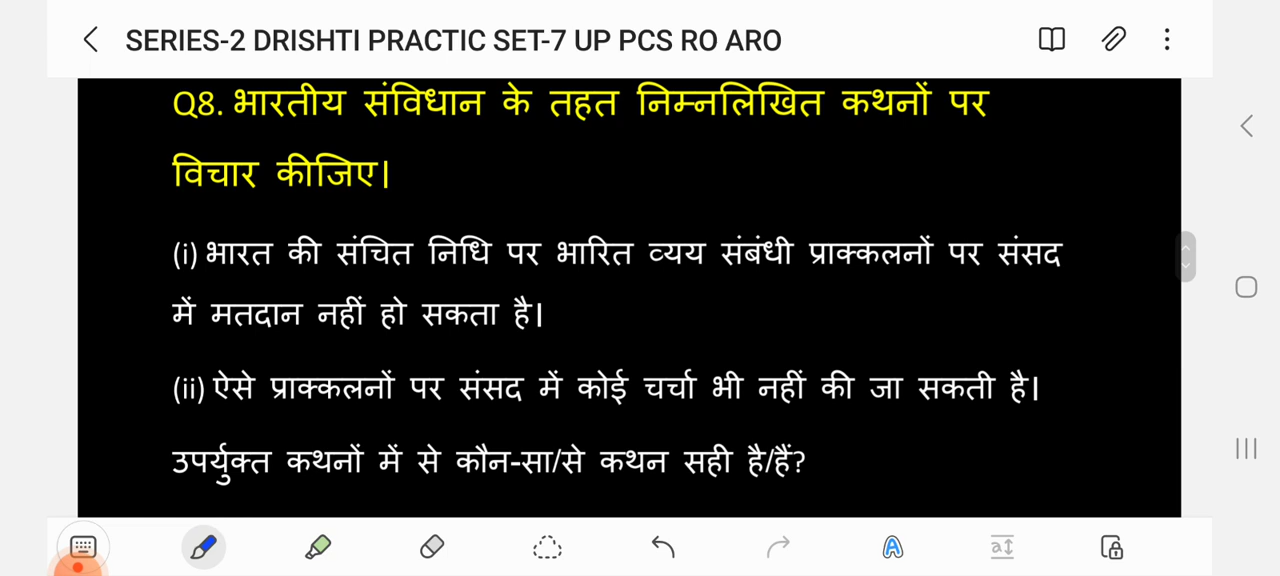 SERIES-2 DRISHTI PRACTIC SET-7 UP PCS RO ARO
Q8. भारतीय संविधान के तहत निम्नलिखित कथनों पर
विचार कीजिए।
(i) भारत की संचित निधि पर भारित व्यय संबंधी प्राक्कलनों पर संसद
में मतदान नहीं हो सकता है।
(ii) ऐसे प्राक्कलनों पर संसद में कोई चर्चा भी नहीं की जा सकती है।
उपर्युक्त कथनों में से कौन-सा/से कथन सही है/हैं?